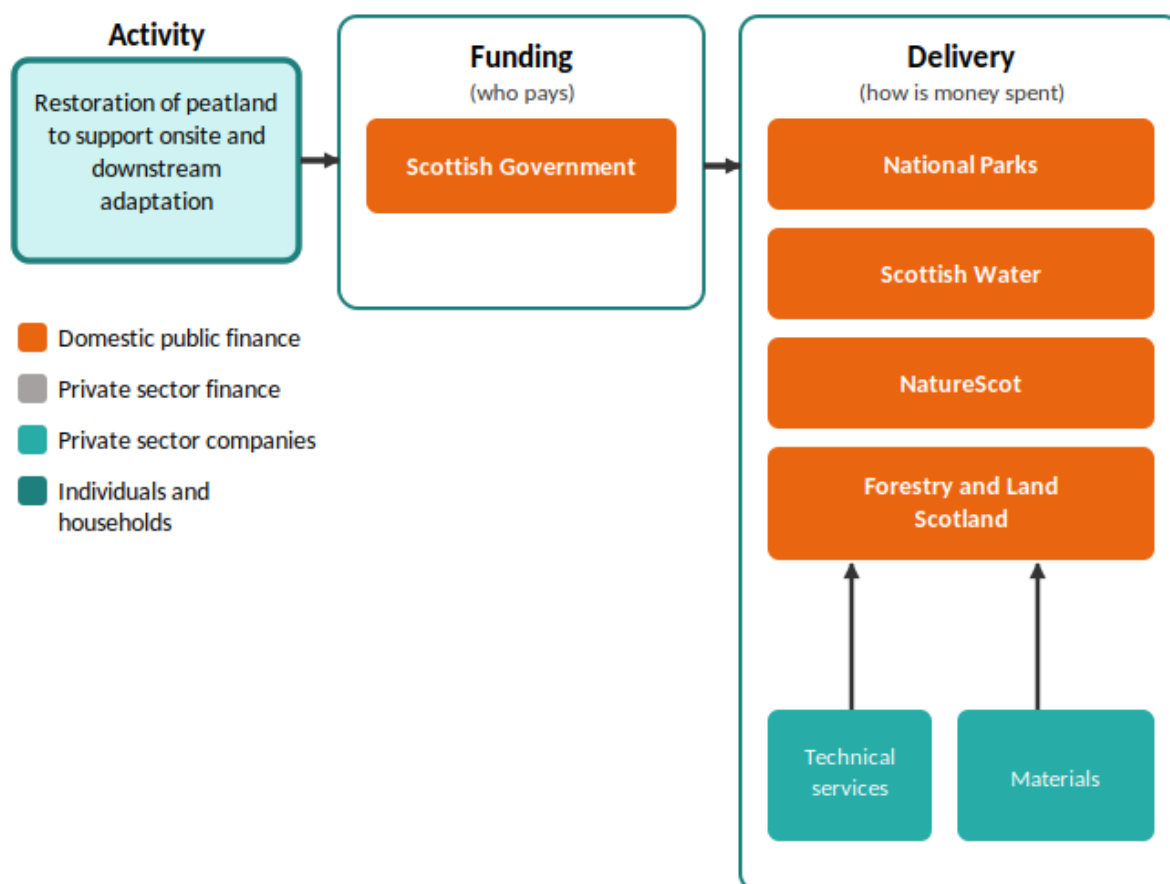 Activity
Restoration of peatland
to support onsite and
downstream
adaptation
Funding
(who pays)
Scottish Government
Delivery
(how is money spent)
National Parks
Scottish Water
NatureScot
Forestry and Land
Scotland
Technical
services
Materials
Domestic public finance
Private sector finance
Private sector companies
Individuals and
households